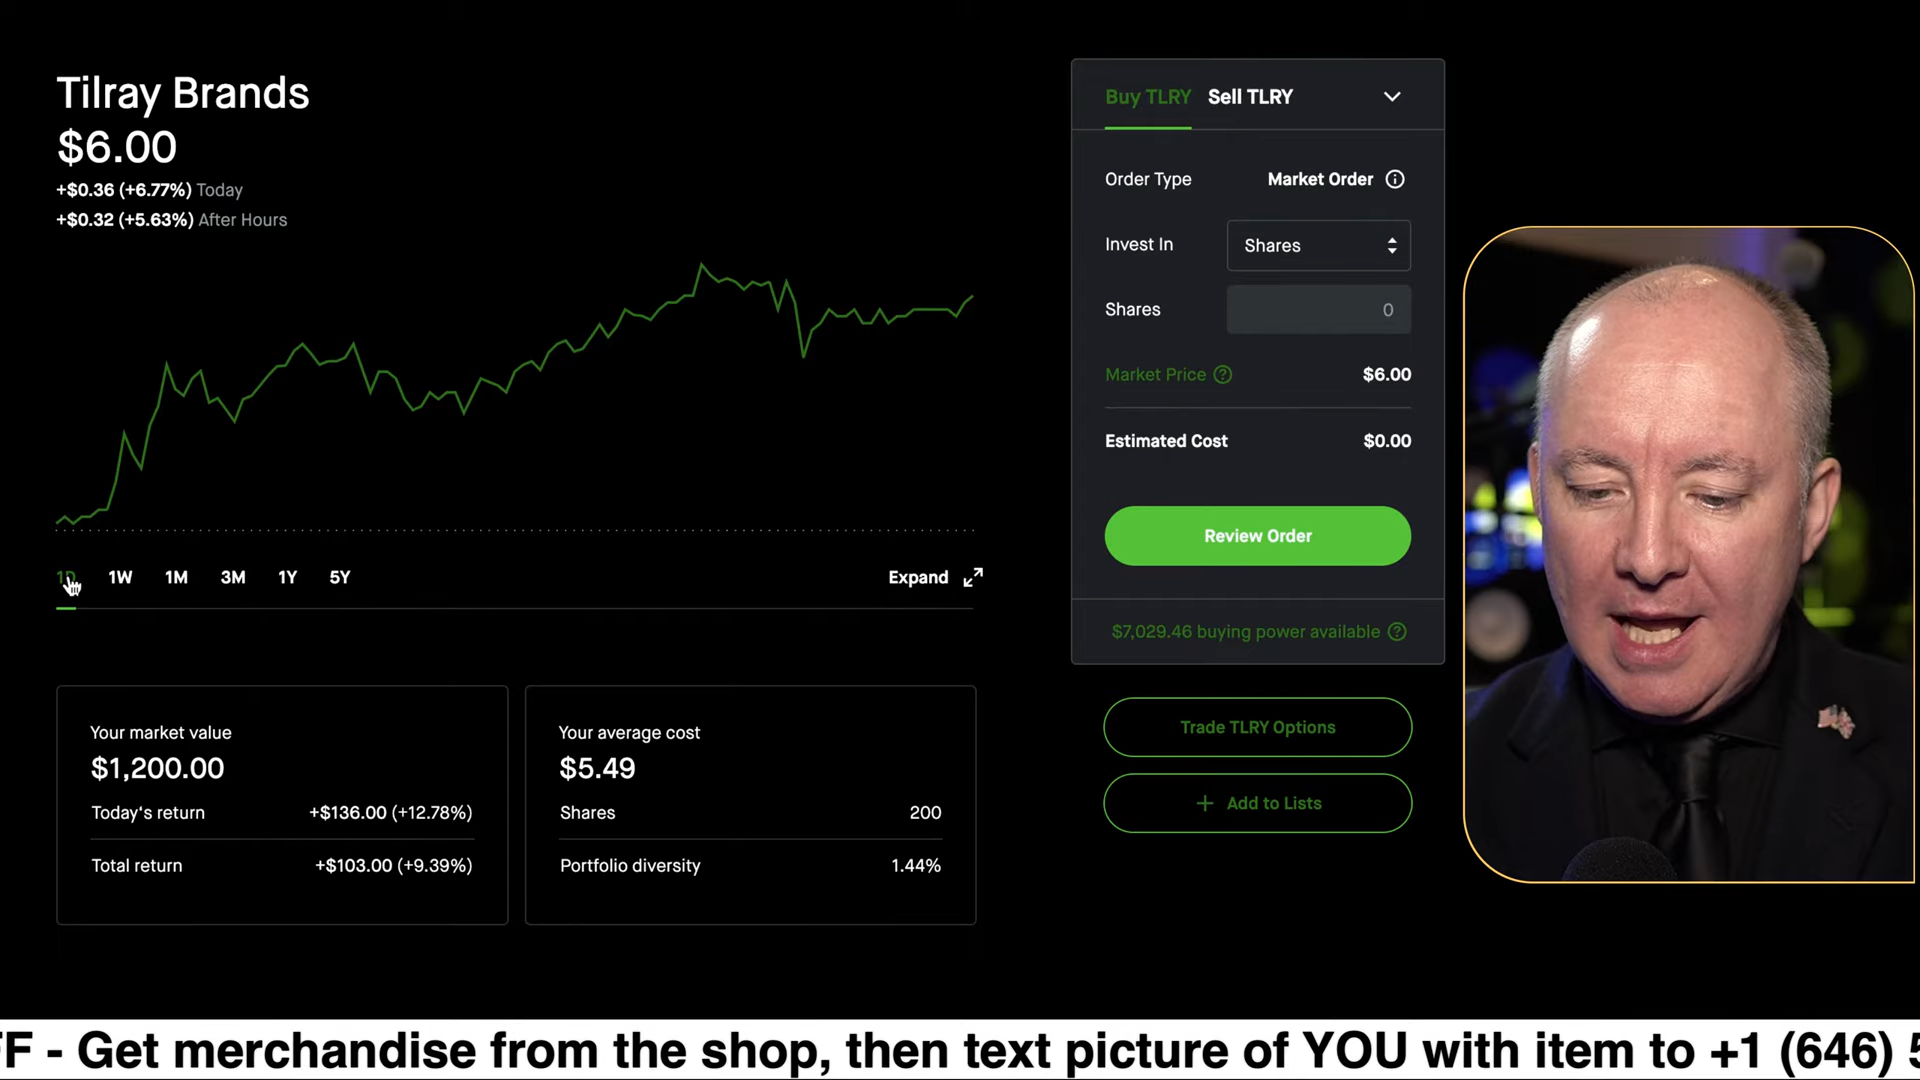 Tilray Brands
$6.00
+$0.36 (+6.77%) Today
+$0.32 (+5.63%) After Hours
1D 1W 1M 3M 1Y 5Y
Expand
Your market value
$1,200.00
Today's return +$136.00 (+12.78%)
Total return +$103.00 (+9.39%)
Your average cost
$5.49
Shares 200
Portfolio diversity 1.44%
Buy TLRY Sell TLRY
Order Type Market Order
Invest In Shares
Shares 0
Market Price $6.00
Estimated Cost $0.00
Review Order
$7,029.46 buying power available
Trade TLRY Options
+ Add to Lists
FF - Get merchandise from the shop, then text picture of YOU with item to +1 (646) 5